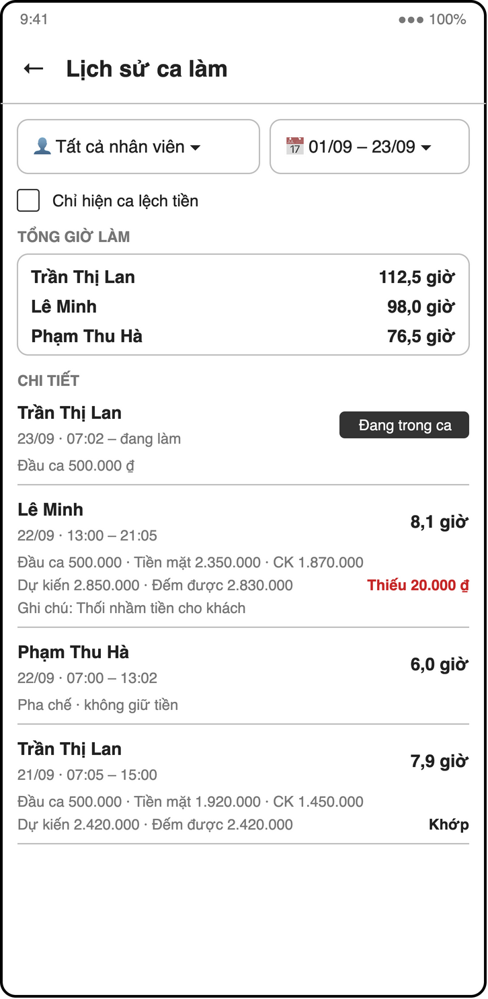 9:41 ●●● 100%
← Lịch sử ca làm
👤 Tất cả nhân viên ▾ 📅 01/09 – 23/09 ▾
Chỉ hiện ca lệch tiền
TỔNG GIỜ LÀM
Trần Thị Lan 112,5 giờ
Lê Minh 98,0 giờ
Phạm Thu Hà 76,5 giờ
CHI TIẾT
Trần Thị Lan
Đang trong ca
23/09 · 07:02 – đang làm
Đầu ca 500.000 ₫
Lê Minh
8,1 giờ
22/09 · 13:00 – 21:05
Đầu ca 500.000 · Tiền mặt 2.350.000 · CK 1.870.000
Dự kiến 2.850.000 · Đếm được 2.830.000 Thiếu 20.000 ₫
Ghi chú: Thối nhầm tiền cho khách
Phạm Thu Hà
6,0 giờ
22/09 · 07:00 – 13:02
Pha chế · không giữ tiền
Trần Thị Lan
7,9 giờ
21/09 · 07:05 – 15:00
Đầu ca 500.000 · Tiền mặt 1.920.000 · CK 1.450.000
Dự kiến 2.420.000 · Đếm được 2.420.000 Khớp